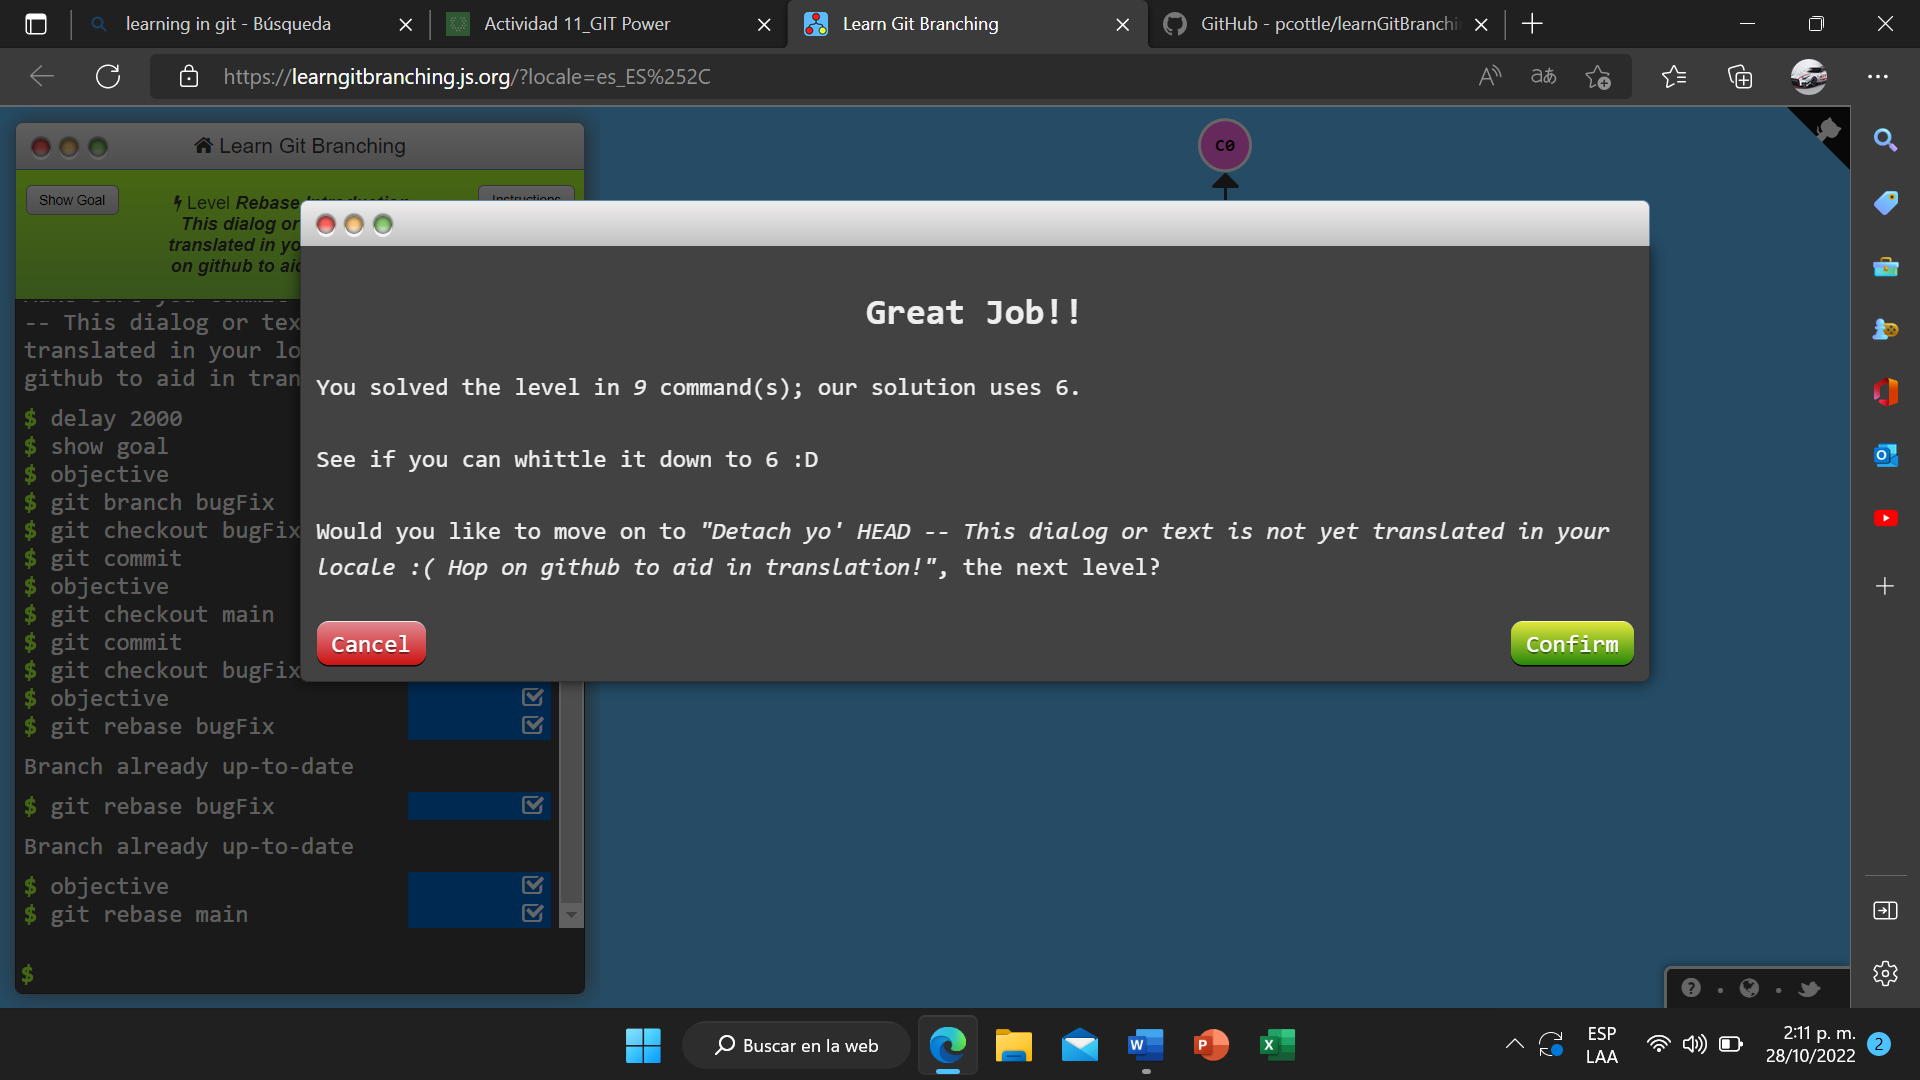 learning in git - Búsqueda
Actividad 11_GIT Power
Learn Git Branching
GitHub - pcottle/learnGitBranchi
https://learngitbranching.js.org/?locale=es_ES%252C
Learn Git Branching
C0
Show Goal
Level Rebase Introduction
Instructions
This dialog or
translated in yo
on github to aid
-- This dialog or tex
translated in your lo
github to aid in tran
$ delay 2000
$ show goal
$ objective
$ git branch bugFix
$ git checkout bugFix
$ git commit
$ objective
$ git checkout main
$ git commit
$ git checkout bugFix
$ objective
$ git rebase bugFix
Branch already up-to-date
$ git rebase bugFix
Branch already up-to-date
$ objective
$ git rebase main
$
Great Job!!
You solved the level in 9 command(s); our solution uses 6.
See if you can whittle it down to 6 :D
Would you like to move on to "Detach yo' HEAD -- This dialog or text is not yet translated in your
locale :( Hop on github to aid in translation!", the next level?
Cancel
Confirm
Buscar en la web
ESP
LAA
2:11 p. m.
28/10/2022
2